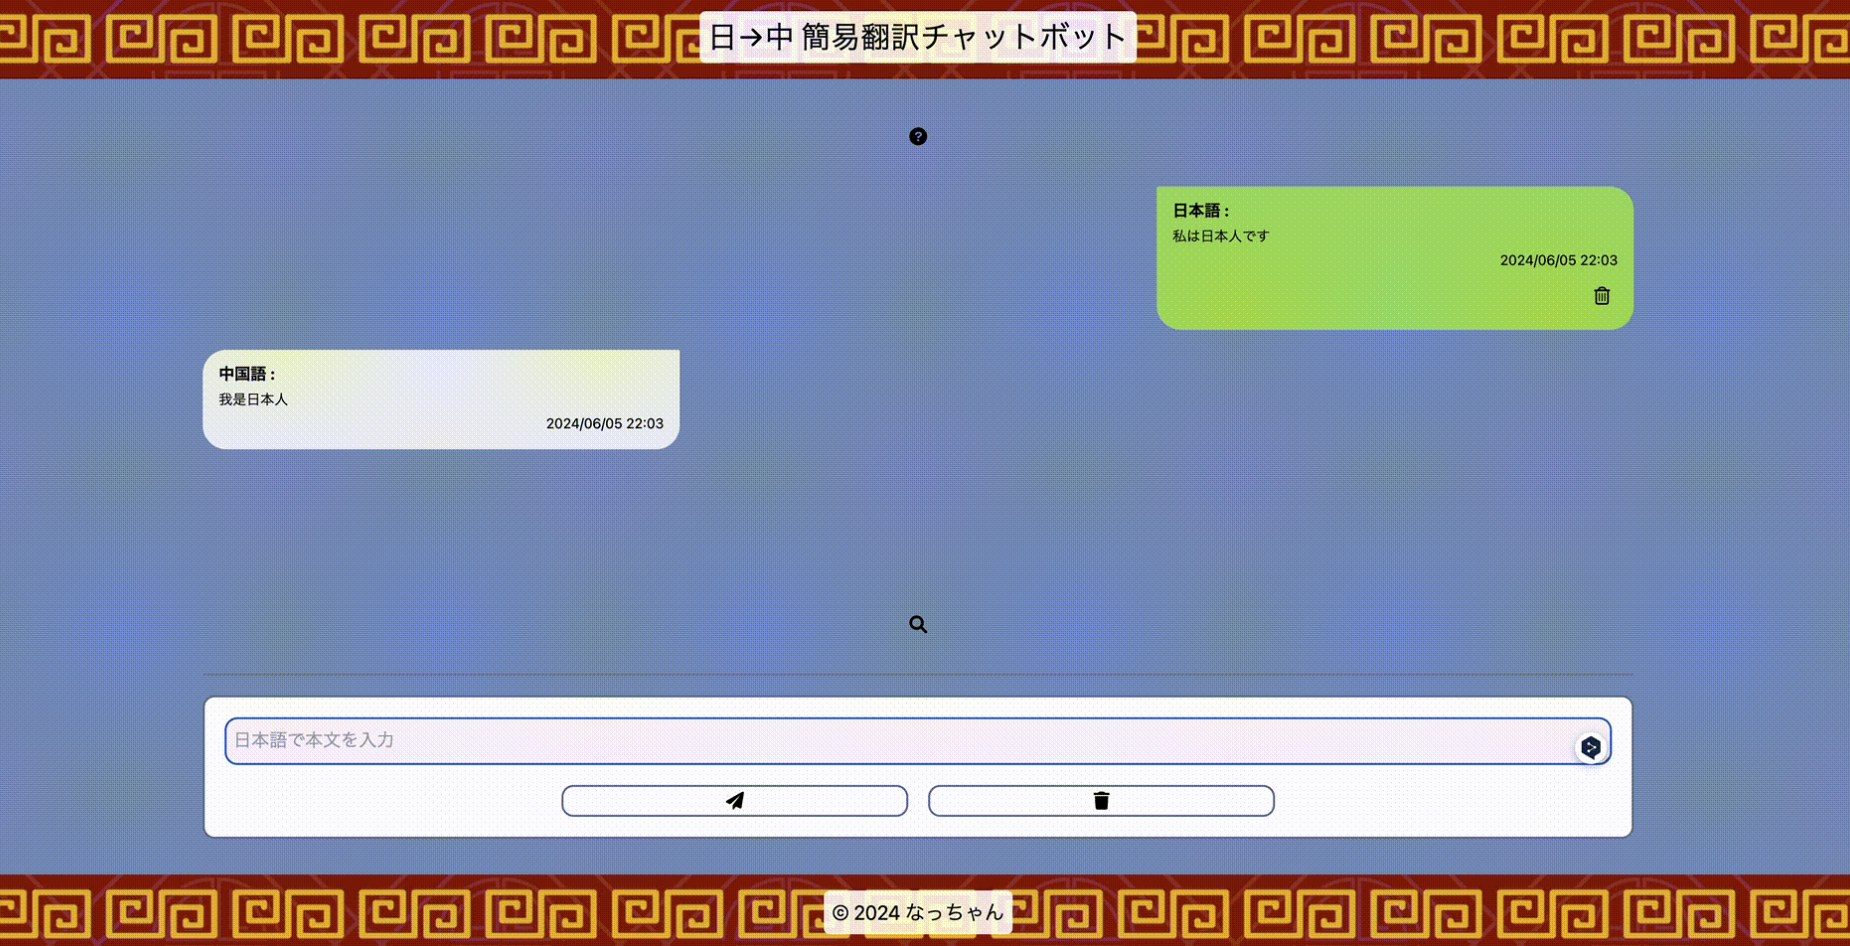 日→中 簡易翻訳チャットボット
日本語 :
私は日本人です
2024/06/05 22:03
中国語 :
我是日本人
2024/06/05 22:03
日本語で本文を入力
© 2024 なっちゃん